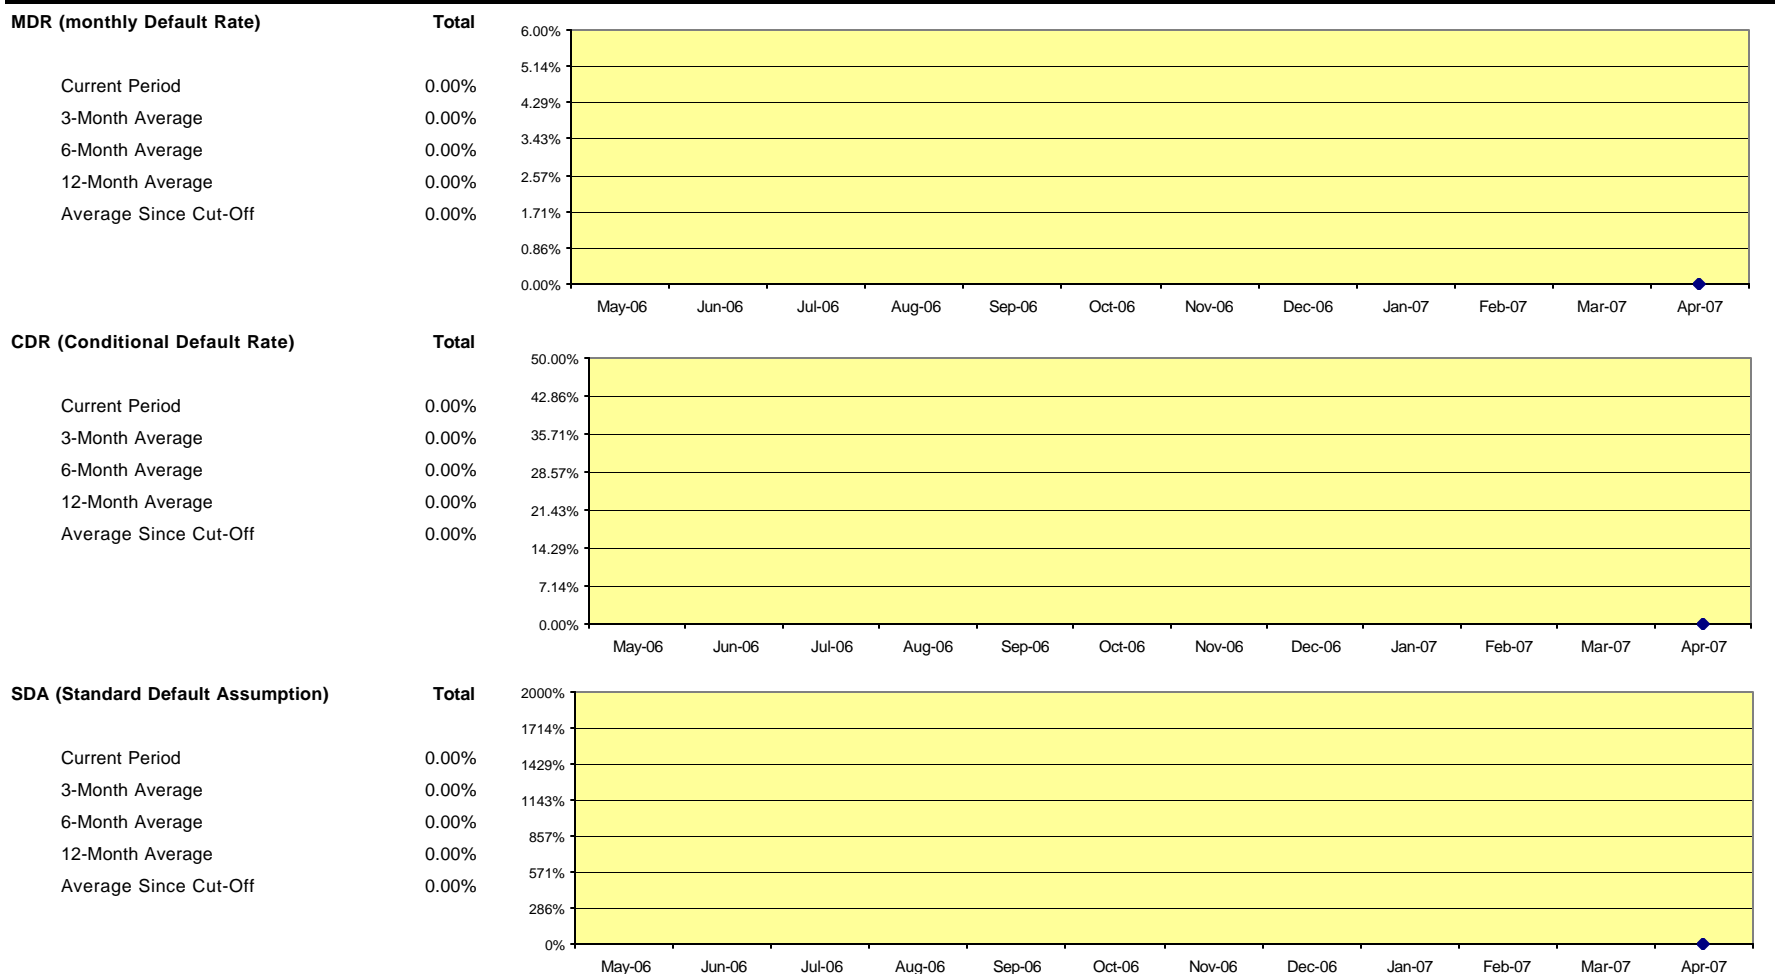 MDR (monthly Default Rate) Total
Current Period 0.00%
3-Month Average 0.00%
6-Month Average 0.00%
12-Month Average 0.00%
Average Since Cut-Off 0.00%
6.00%
5.14%
4.29%
3.43%
2.57%
1.71%
0.86%
0.00%
May-06 Jun-06 Jul-06 Aug-06 Sep-06 Oct-06 Nov-06 Dec-06 Jan-07 Feb-07 Mar-07 Apr-07
CDR (Conditional Default Rate) Total
Current Period 0.00%
3-Month Average 0.00%
6-Month Average 0.00%
12-Month Average 0.00%
Average Since Cut-Off 0.00%
50.00%
42.86%
35.71%
28.57%
21.43%
14.29%
7.14%
0.00%
May-06 Jun-06 Jul-06 Aug-06 Sep-06 Oct-06 Nov-06 Dec-06 Jan-07 Feb-07 Mar-07 Apr-07
SDA (Standard Default Assumption) Total
Current Period 0.00%
3-Month Average 0.00%
6-Month Average 0.00%
12-Month Average 0.00%
Average Since Cut-Off 0.00%
2000%
1714%
1429%
1143%
857%
571%
286%
0%
May-06 Jun-06 Jul-06 Aug-06 Sep-06 Oct-06 Nov-06 Dec-06 Jan-07 Feb-07 Mar-07 Apr-07